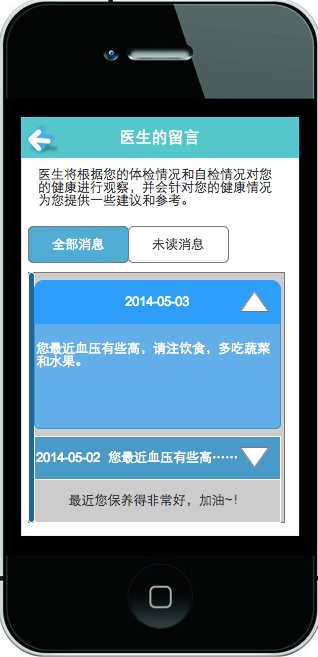 医生的留言
医生将根据您的体检情况和自检情况对您
的健康进行观察，并会针对您的健康情况
为您提供一些建议和参考。
全部消息
未读消息
2014-05-03
您最近血压有些高，请注饮食，多吃蔬菜
和水果。
2014-05-02 您最近血压有些高……
最近您保养得非常好，加油~！